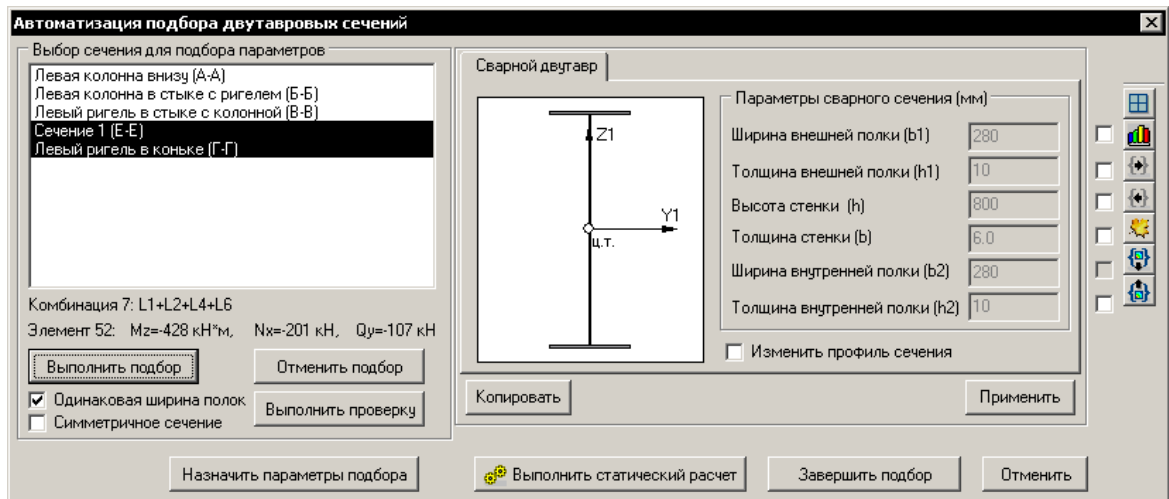 Автоматизация подбора двутавровых сечений
Выбор сечения для подбора параметров
Левая колонна внизу (А-А)
Левая колонна в стыке с ригелем (Б-Б)
Левый ригель в стыке с колонной (В-В)
Сечение 1 (Е-Е)
Левый ригель в коньке (Г-Г)
Комбинация 7: L1+L2+L4+L6
Элемент 52: Mz=-428 кН*м, Nx=-201 кН, Qy=-107 кН
Выполнить подбор
Отменить подбор
Одинаковая ширина полок
Симметричное сечение
Выполнить проверку
Сварной двутавр
Z1
Y1
ц.т.
Параметры сварного сечения (мм)
Ширина внешней полки (b1) 280
Толщина внешней полки (h1) 10
Высота стенки (h) 800
Толщина стенки (b) 6.0
Ширина внутренней полки (b2) 280
Толщина внутренней полки (h2) 10
Изменить профиль сечения
Копировать
Применить
Назначить параметры подбора
Выполнить статический расчет
Завершить подбор
Отменить